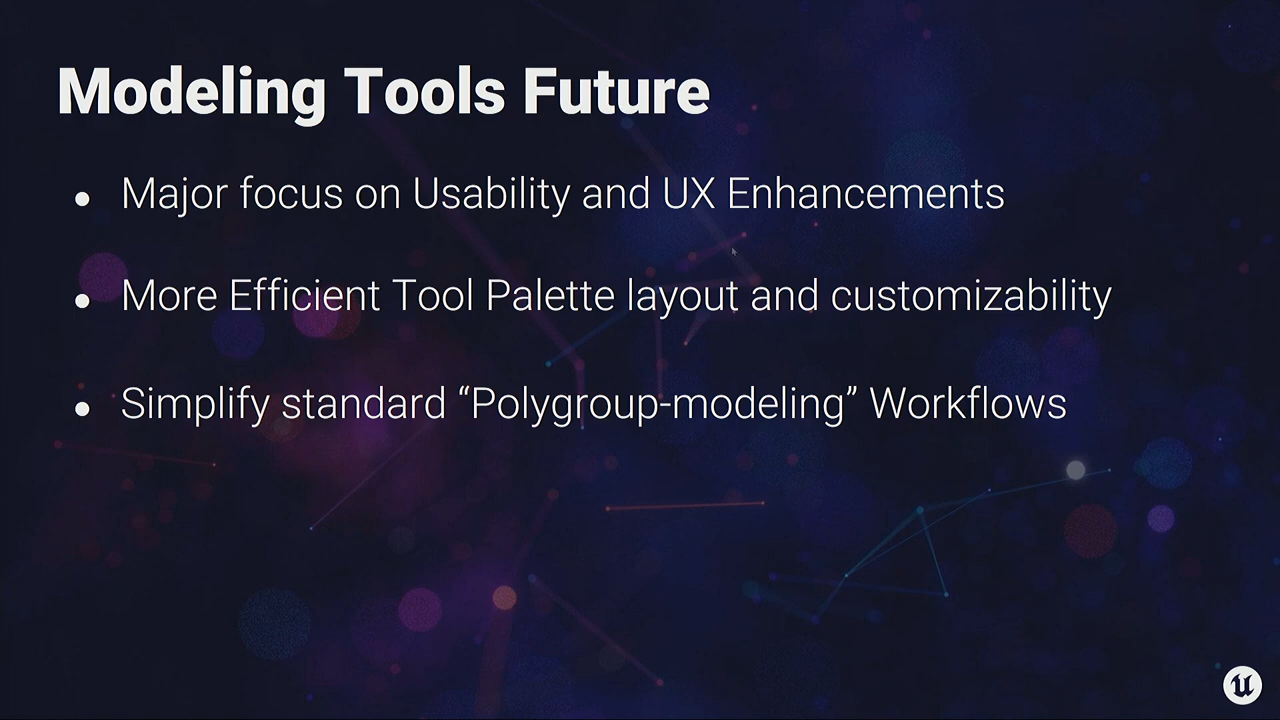 Modeling Tools Future
● Major focus on Usability and UX Enhancements
● More Efficient Tool Palette layout and customizability
● Simplify standard “Polygroup-modeling” Workflows